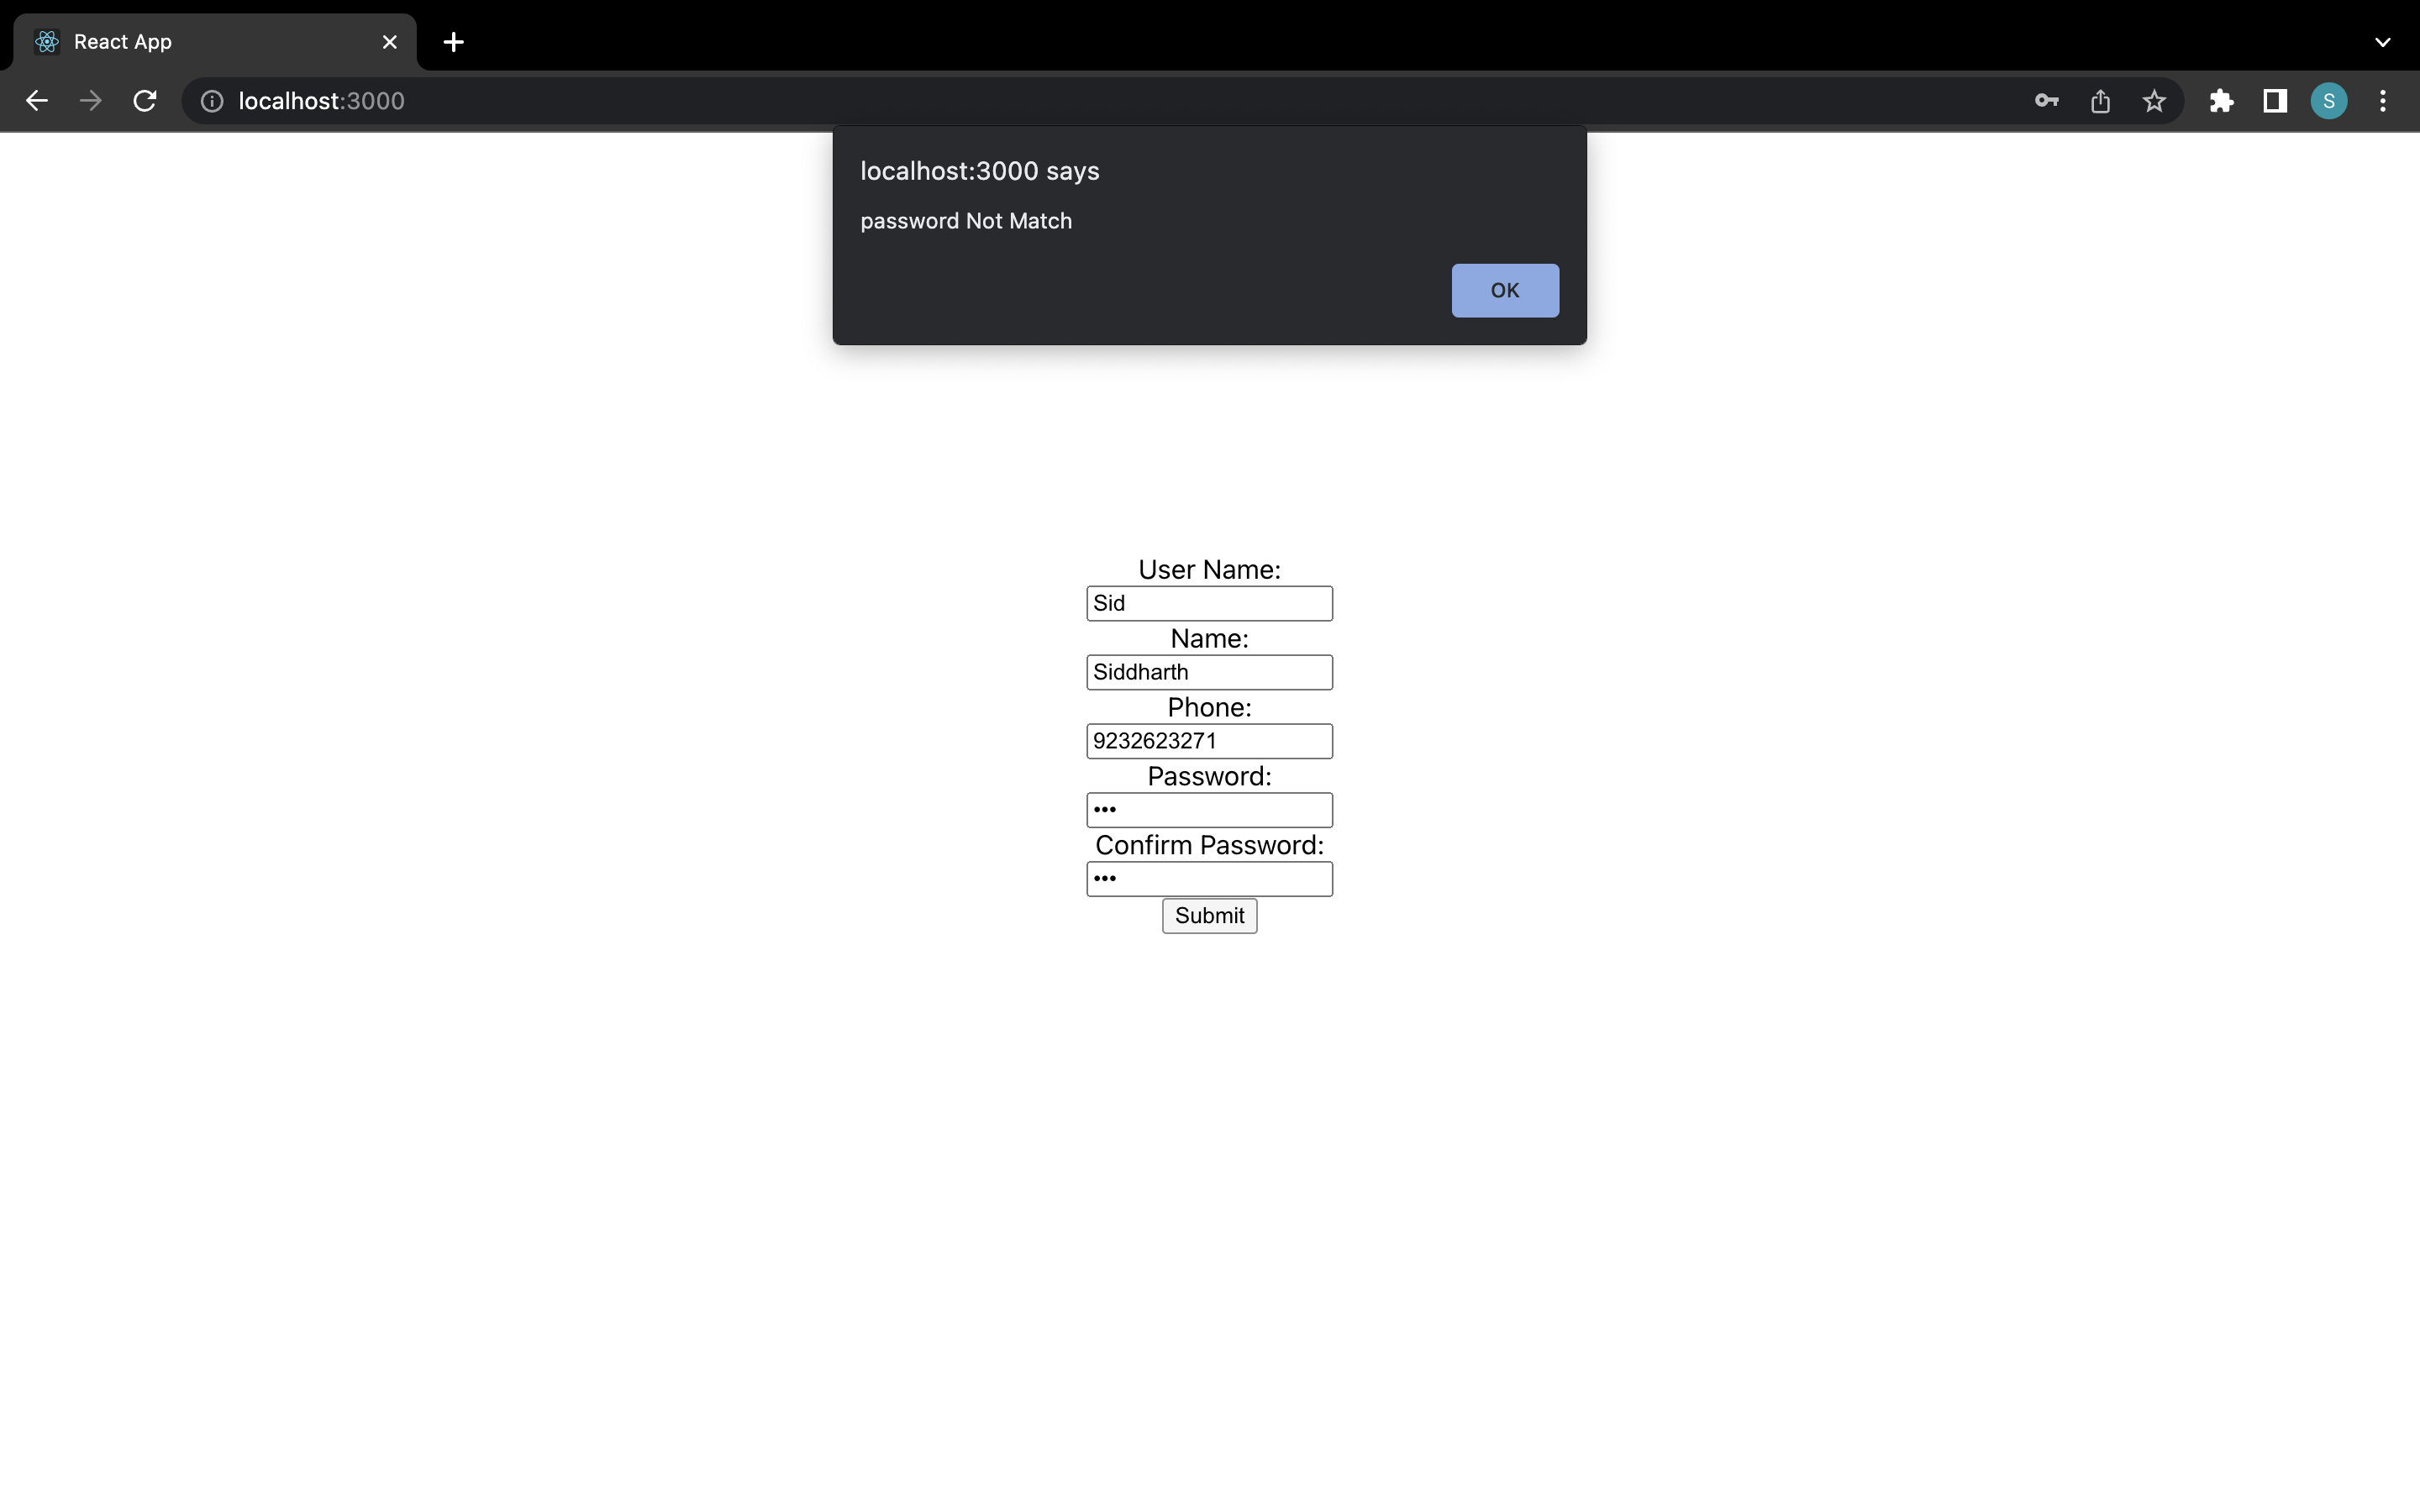 React App
localhost:3000
S
localhost:3000 says
password Not Match
OK
User Name:
Sid
Name:
Siddharth
Phone:
9232623271
Password:
•••
Confirm Password:
•••
Submit